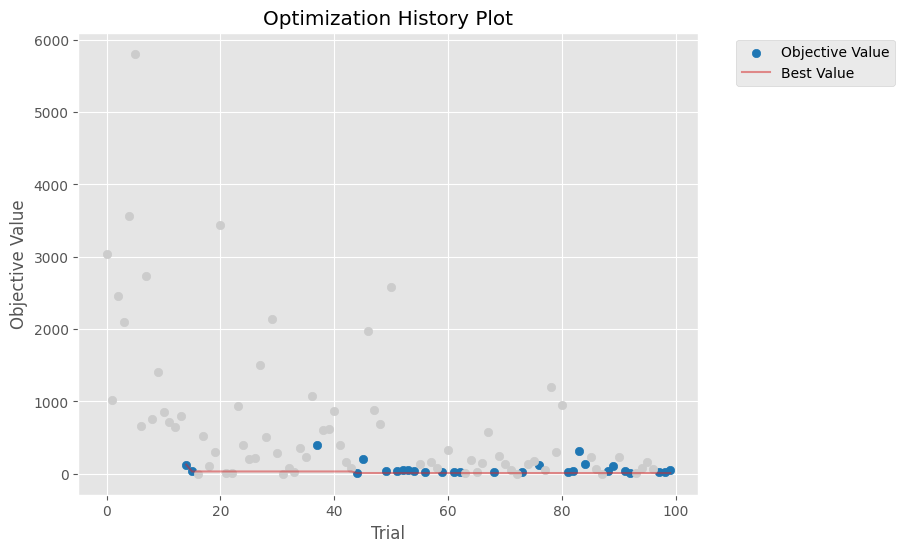 Optimization History Plot
Objective Value
Best Value
6000
5000
4000
3000
2000
1000
0
Objective Value
0 20 40 60 80 100
Trial